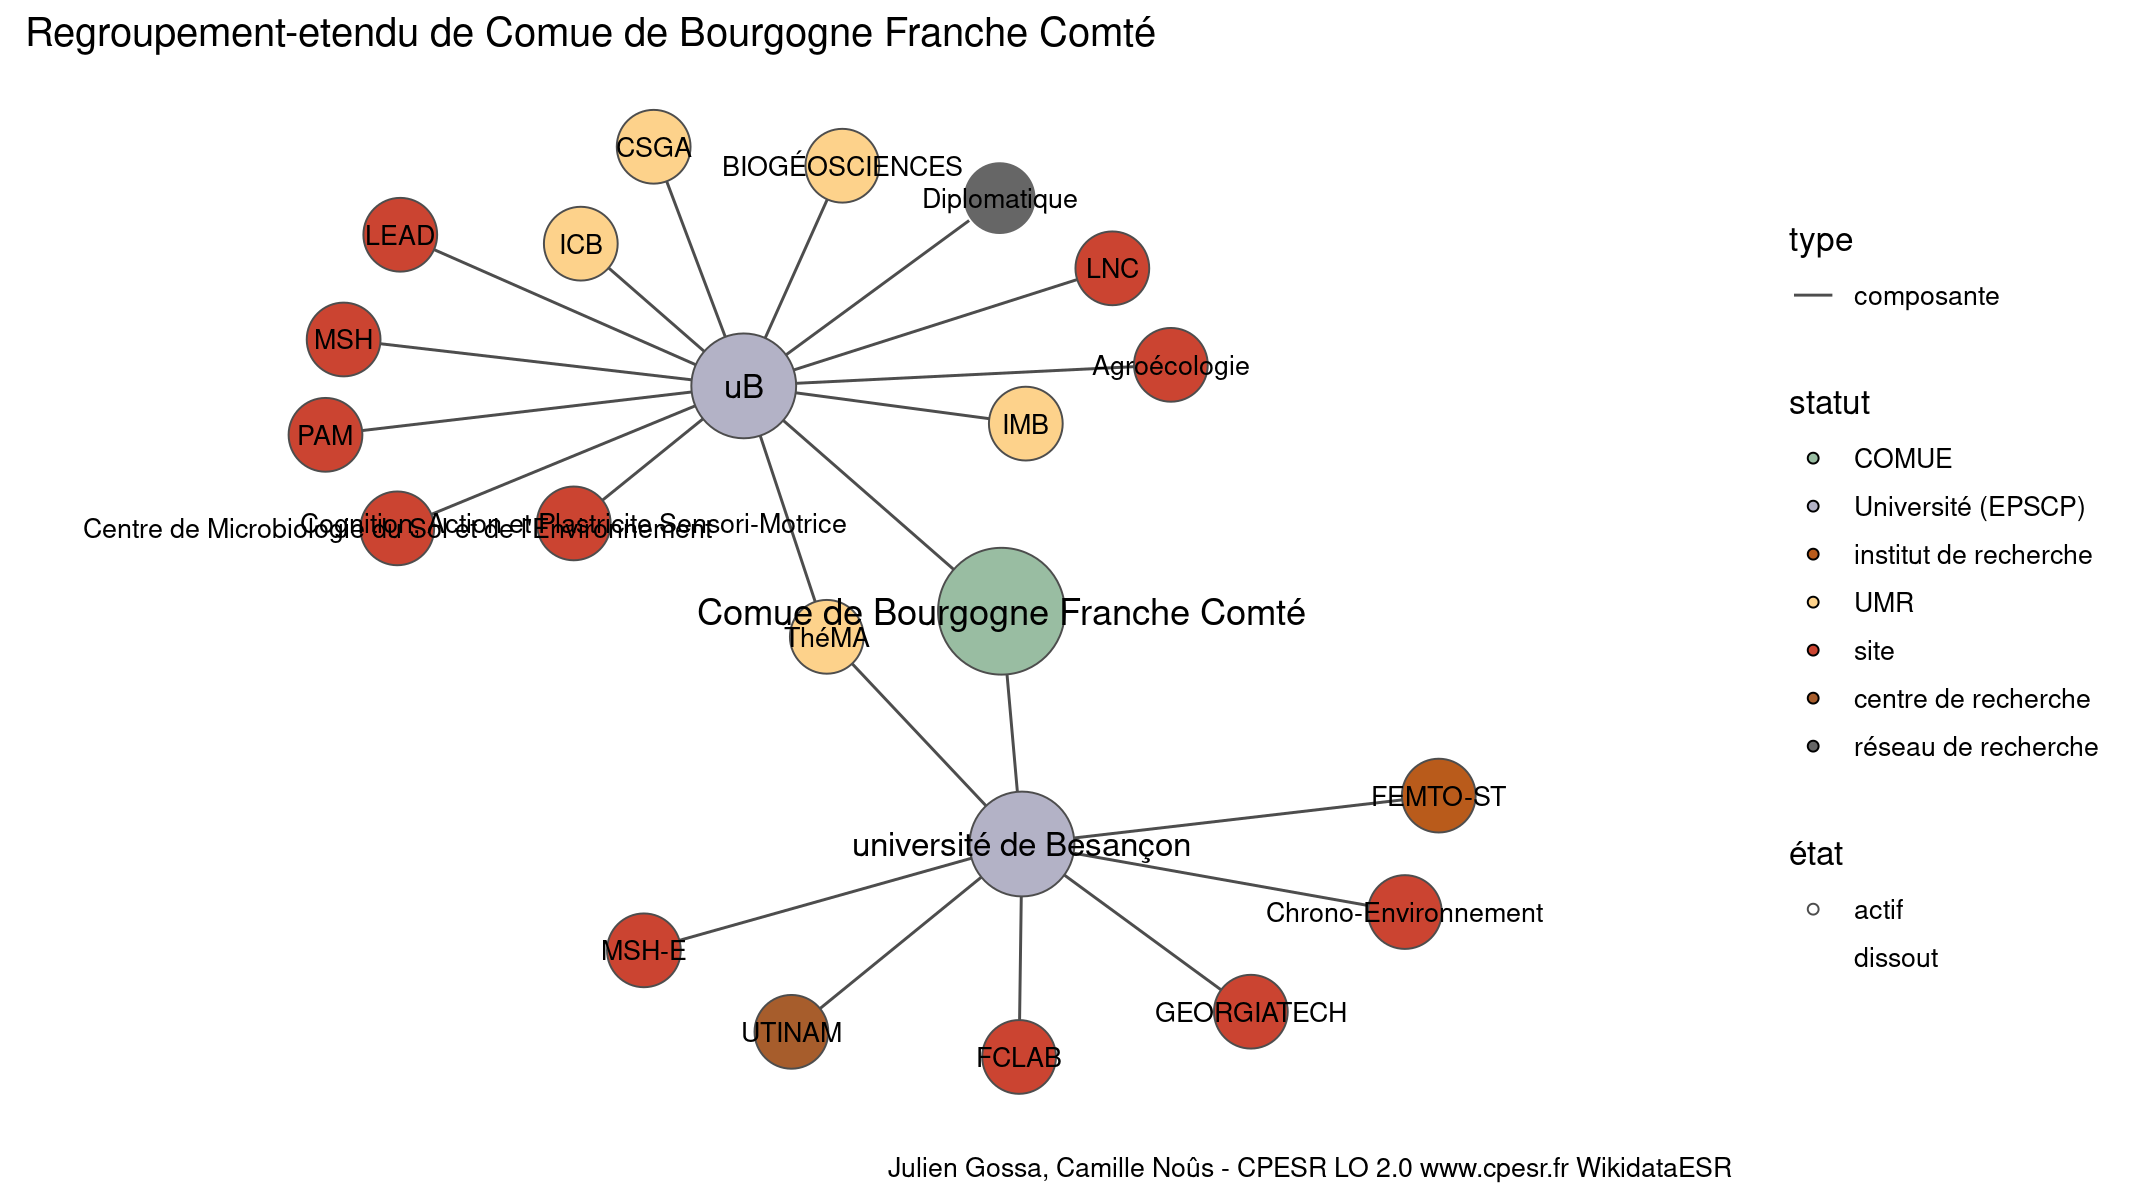 Regroupement-etendu de Comue de Bourgogne Franche Comté
CSGA
BIOGÉOSCIENCES
Diplomatique
LEAD
ICB
LNC
MSH
Agroécologie
uB
IMB
PAM
Centre de Microbiologie du Sol et de l'Environnement
Cognition, Action et Plastricite Sensori-Motrice
Comue de Bourgogne Franche Comté
ThéMA
FEMTO-ST
université de Besançon
Chrono-Environnement
MSH-E
GEORGIATECH
UTINAM
FCLAB
type
composante
statut
COMUE
Université (EPSCP)
institut de recherche
UMR
site
centre de recherche
réseau de recherche
état
actif
dissout
Julien Gossa, Camille Noûs - CPESR LO 2.0 www.cpesr.fr WikidataESR